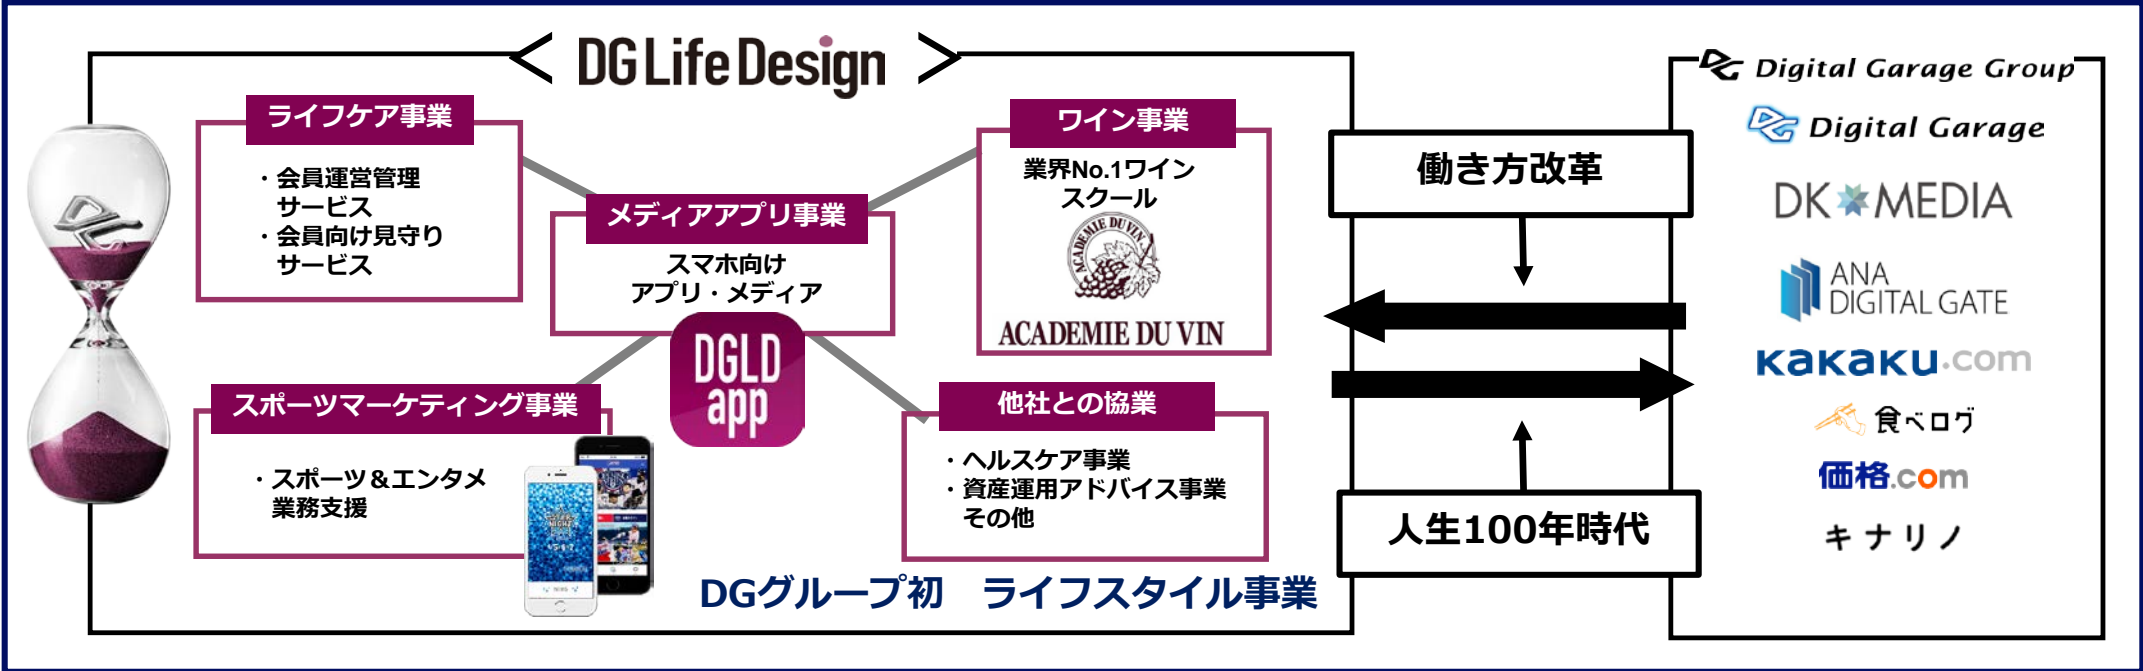 DG Life Design
ライフケア事業
・会員運営管理
サービス
・会員向け見守り
サービス
メディアアプリ事業
スマホ向け
アプリ・メディア
DGLD
app
ワイン事業
業界No.1ワイン
スクール
ACADEMIE DU VIN
ACADEMIE DU VIN
スポーツマーケティング事業
・スポーツ＆エンタメ
業務支援
他社との協業
・ヘルスケア事業
・資産運用アドバイス事業
その他
DGグループ初　ライフスタイル事業
働き方改革
人生100年時代
Digital Garage Group
Digital Garage
DK MEDIA
ANA
DIGITAL GATE
kakaku.com
食べログ
価格.com
キナリノ